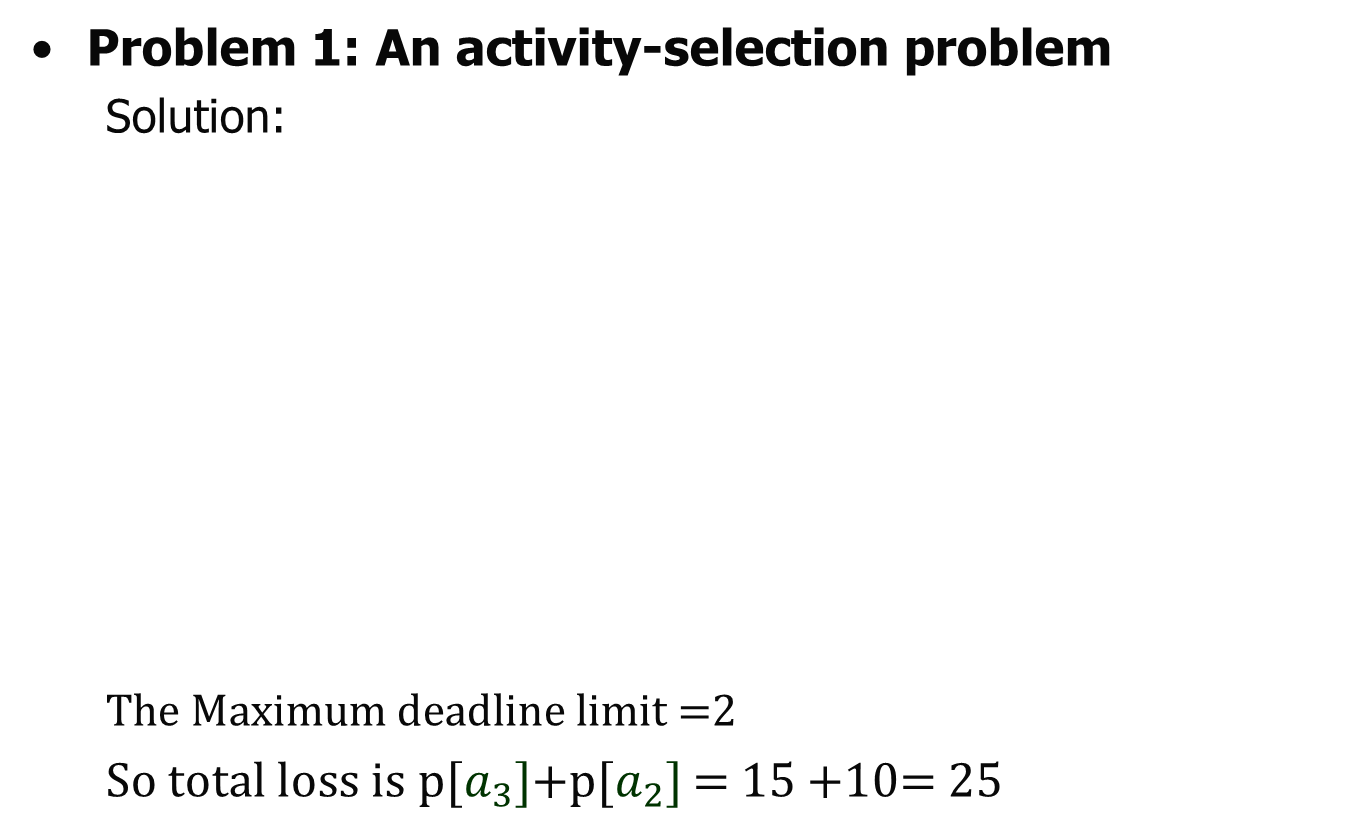 • Problem 1: An activity-selection problem
Solution:
The Maximum deadline limit =2
So total loss is p[a₃]+p[a₂] = 15 +10= 25